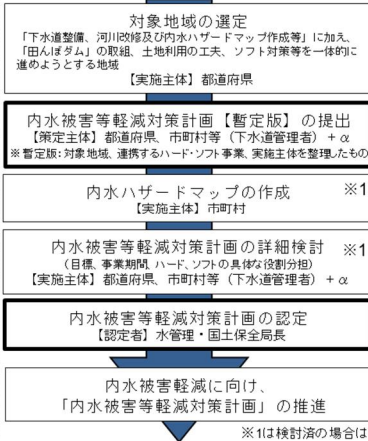 対象地域の選定
「下水道整備、河川改修及び内水ハザードマップ作成等」に加え、
「田んぼダム」の取組、土地利用の工夫、ソフト対策等を一体的に
進めようとする地域
【実施主体】都道府県
内水被害等軽減対策計画【暫定版】の提出
【策定主体】都道府県、市町村等（下水道管理者）＋α
※暫定版：対象地域、連携するハード・ソフト事業、実施主体を整理したもの
内水ハザードマップの作成 ※1
【実施主体】市町村
内水被害等軽減対策計画の詳細検討 ※1
（目標、事業期間、ハード、ソフトの具体な役割分担）
【実施主体】都道府県、市町村等（下水道管理者）＋α
内水被害等軽減対策計画の認定
【認定者】水管理・国土保全局長
内水被害軽減に向け、
「内水被害等軽減対策計画」の推進
※1は検討済の場合は